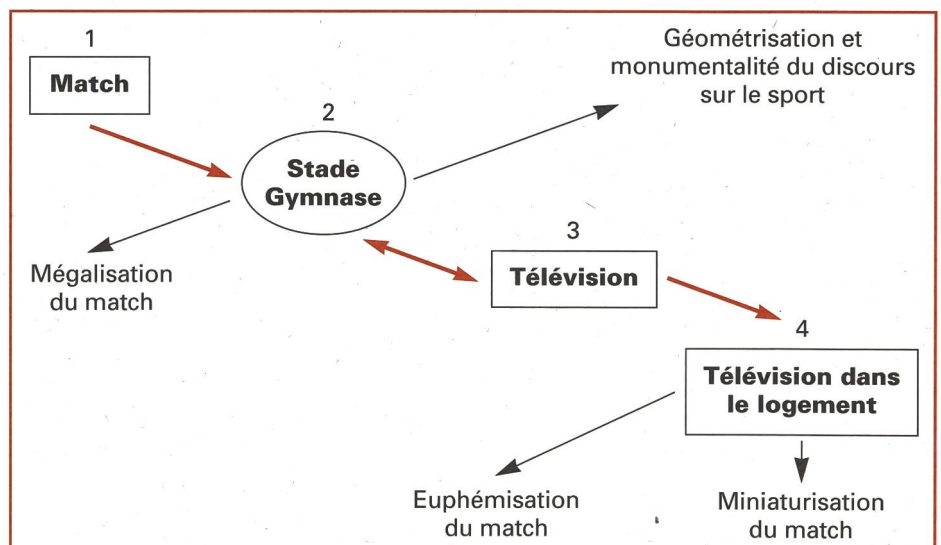 1
Match
Géométrisation et
monumentalité du discours
sur le sport
2
Stade
Gymnase
Mégalisation
du match
3
Télévision
4
Télévision dans
le logement
Euphémisation
du match
Miniaturisation
du match